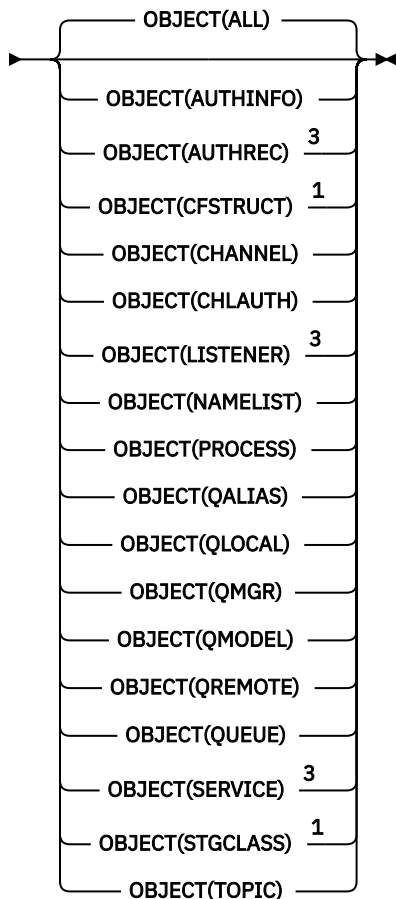 OBJECT(ALL)
OBJECT(AUTHINFO)
OBJECT(AUTHREC) 3
OBJECT(CFSTRUCT) 1
OBJECT(CHANNEL)
OBJECT(CHLAUTH)
OBJECT(LISTENER) 3
OBJECT(NAMELIST)
OBJECT(PROCESS)
OBJECT(QALIAS)
OBJECT(QLOCAL)
OBJECT(QMGR)
OBJECT(QMODEL)
OBJECT(QREMOTE)
OBJECT(QUEUE)
OBJECT(SERVICE) 3
OBJECT(STGCLASS) 1
OBJECT(TOPIC)